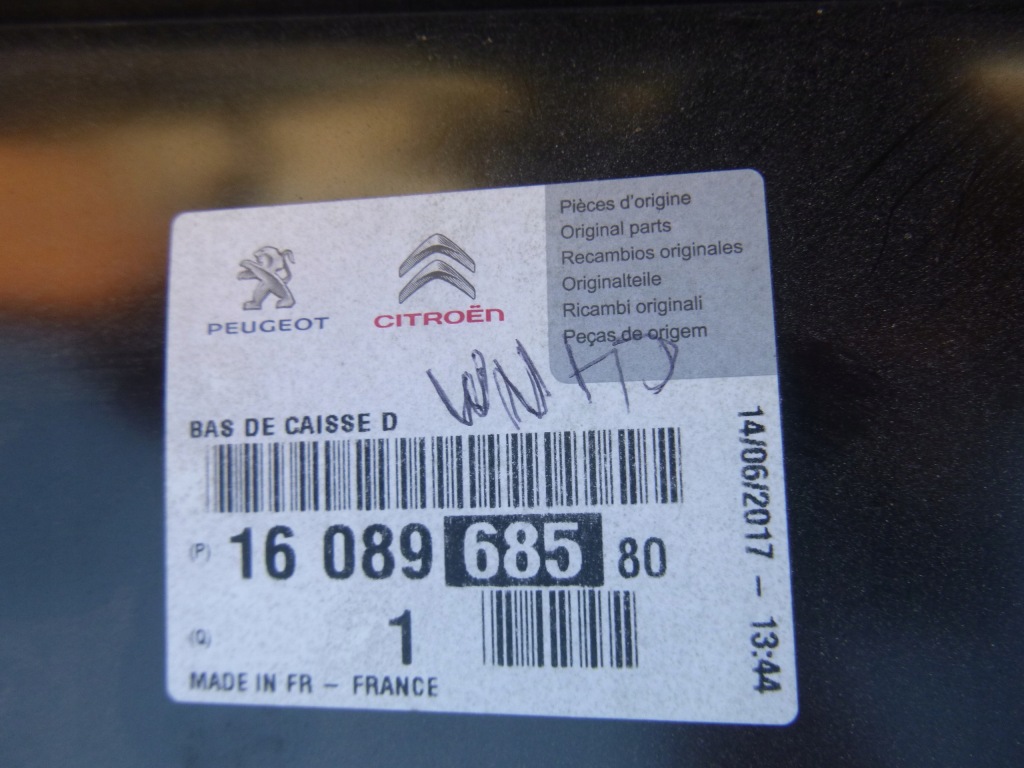 PEUGEOT
CITROËN
Pièces d'origine
Original parts
Recambios originales
Originalteile
Ricambi originali
Peças de origem
BAS DE CAISSE D
(P) 16 089 685 80
(Q) 1
MADE IN FR – FRANCE
14/06/2017 – 13:44